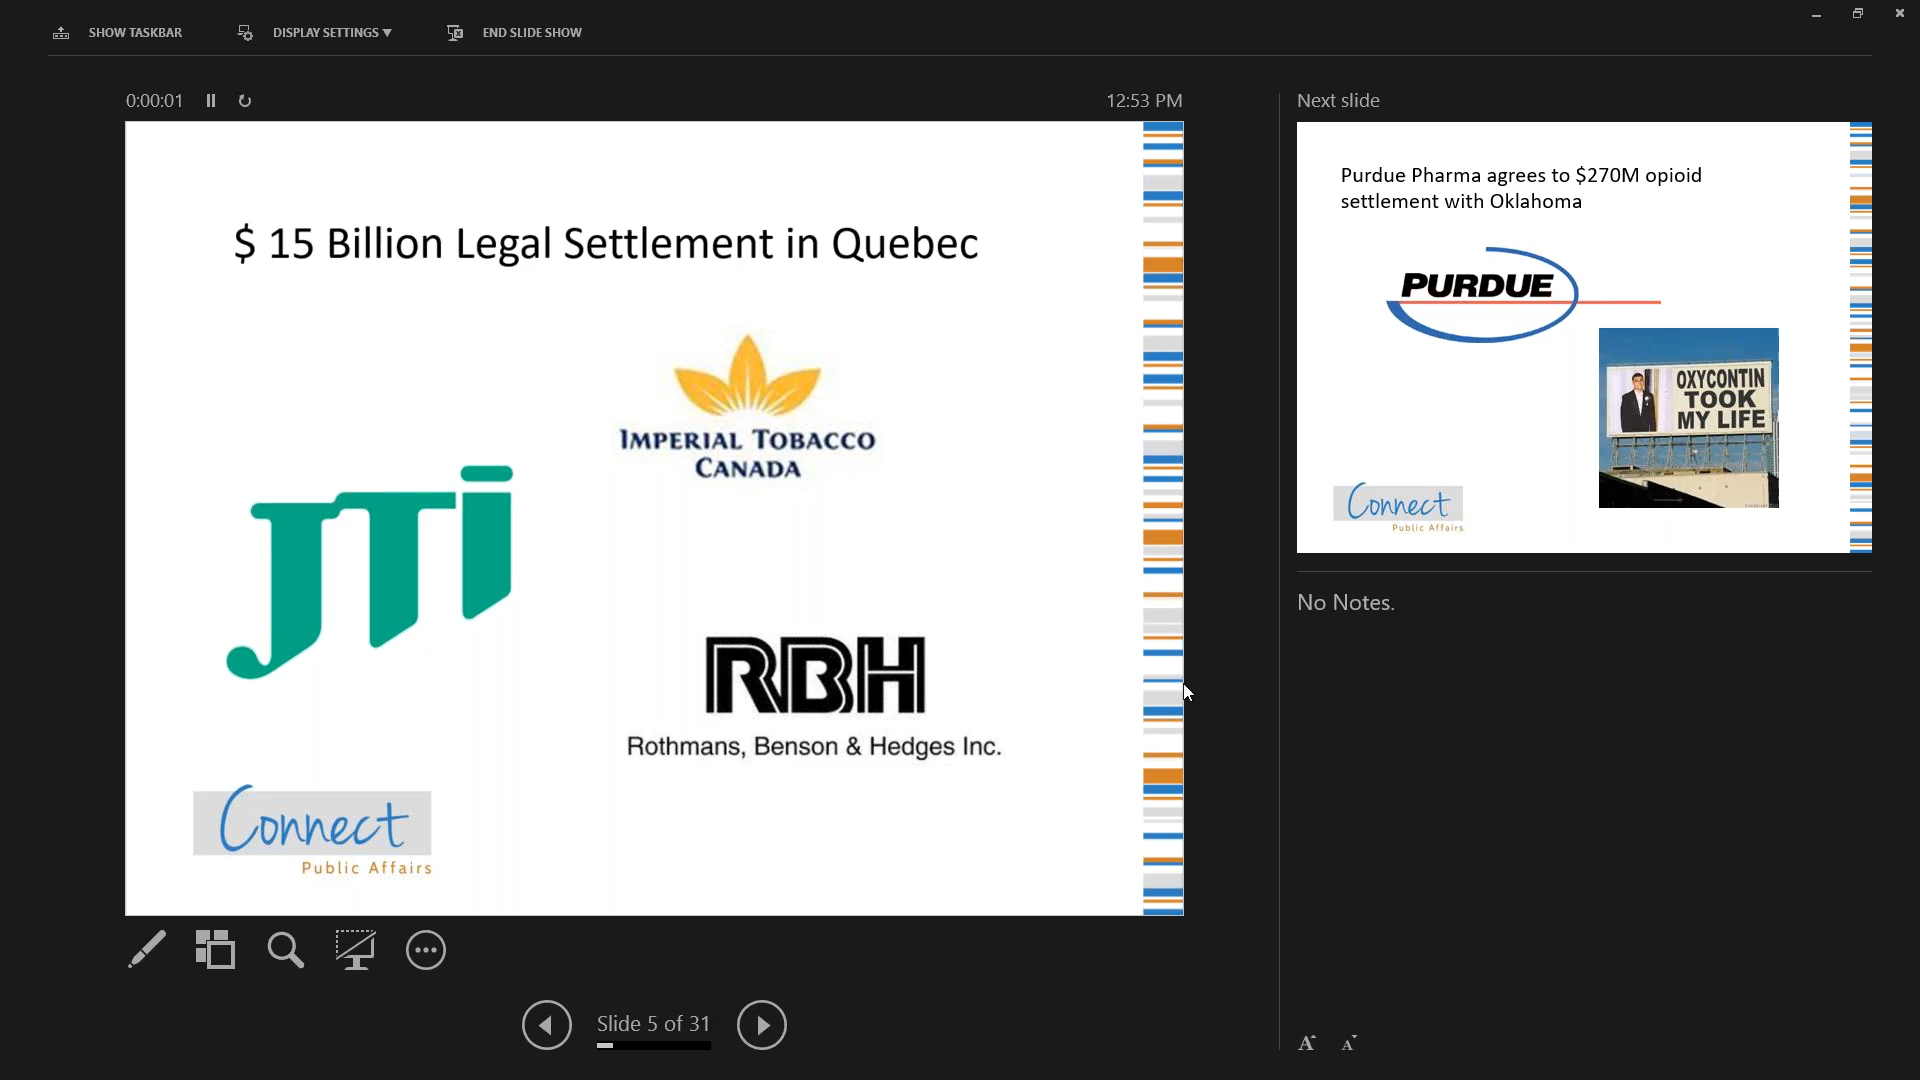 SHOW TASKBAR
DISPLAY SETTINGS ▼
END SLIDE SHOW
0:00:01
12:53 PM
$ 15 Billion Legal Settlement in Quebec
IMPERIAL TOBACCO
CANADA
JTi
RBH
Rothmans, Benson & Hedges Inc.
Connect
Public Affairs
Slide 5 of 31
Next slide
Purdue Pharma agrees to $270M opioid
settlement with Oklahoma
PURDUE
OXYCONTIN
TOOK
MY LIFE
Connect
Public Affairs
No Notes.
A
A